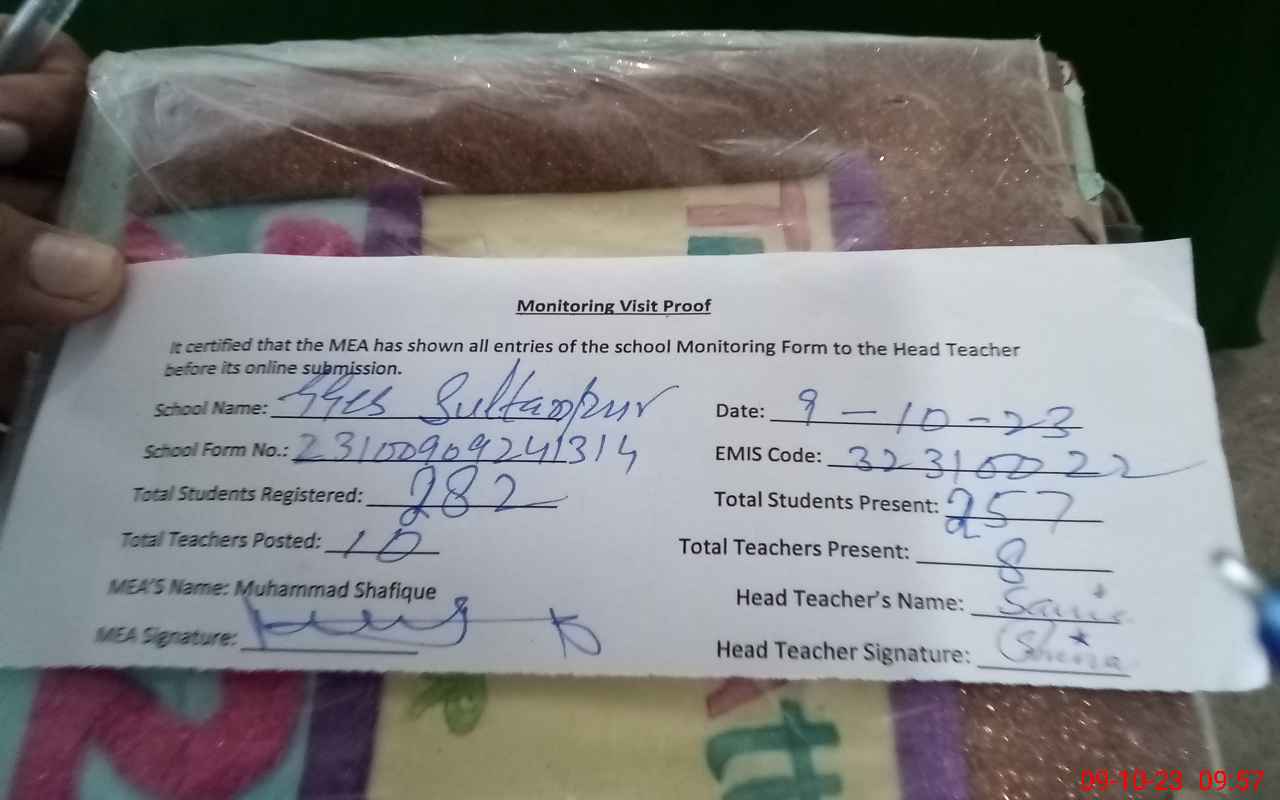 Monitoring Visit Proof
It certified that the MEA has shown all entries of the school Monitoring Form to the Head Teacher
before its online submission.
School Name: GGES Sultanpur Date: 9-10-23
School Form No.: 23100909241314 EMIS Code: 32310022
Total Students Registered: 282 Total Students Present: 257
Total Teachers Posted: 10 Total Teachers Present: 8
MEA'S Name: Muhammad Shafique Head Teacher's Name:
MEA Signature: Head Teacher Signature:
09-10-23 09:57